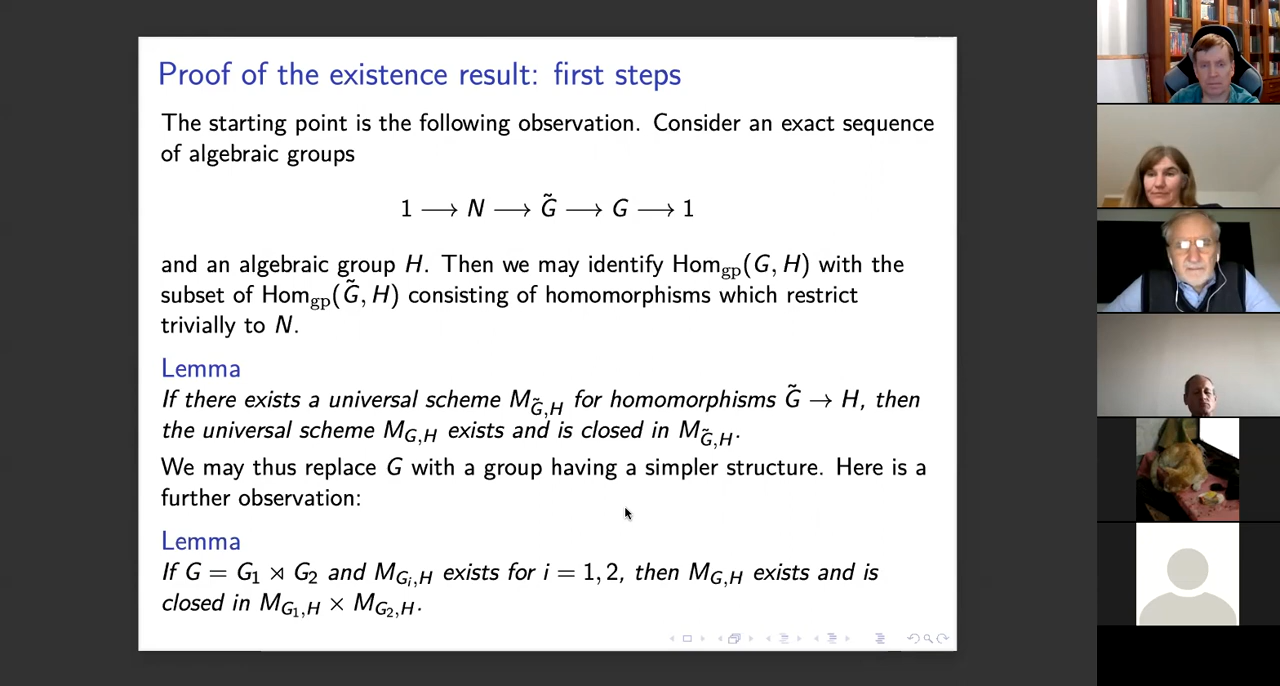 Proof of the existence result: first steps
The starting point is the following observation. Consider an exact sequence
of algebraic groups
1 ⟶ N ⟶ G̃ ⟶ G ⟶ 1
and an algebraic group H. Then we may identify Hom_gp(G, H) with the
subset of Hom_gp(G̃, H) consisting of homomorphisms which restrict
trivially to N.
Lemma
If there exists a universal scheme M_{G̃,H} for homomorphisms G̃ → H, then
the universal scheme M_{G,H} exists and is closed in M_{G̃,H}.
We may thus replace G with a group having a simpler structure. Here is a
further observation:
Lemma
If G = G₁ ⋊ G₂ and M_{G_i,H} exists for i = 1, 2, then M_{G,H} exists and is
closed in M_{G₁,H} × M_{G₂,H}.